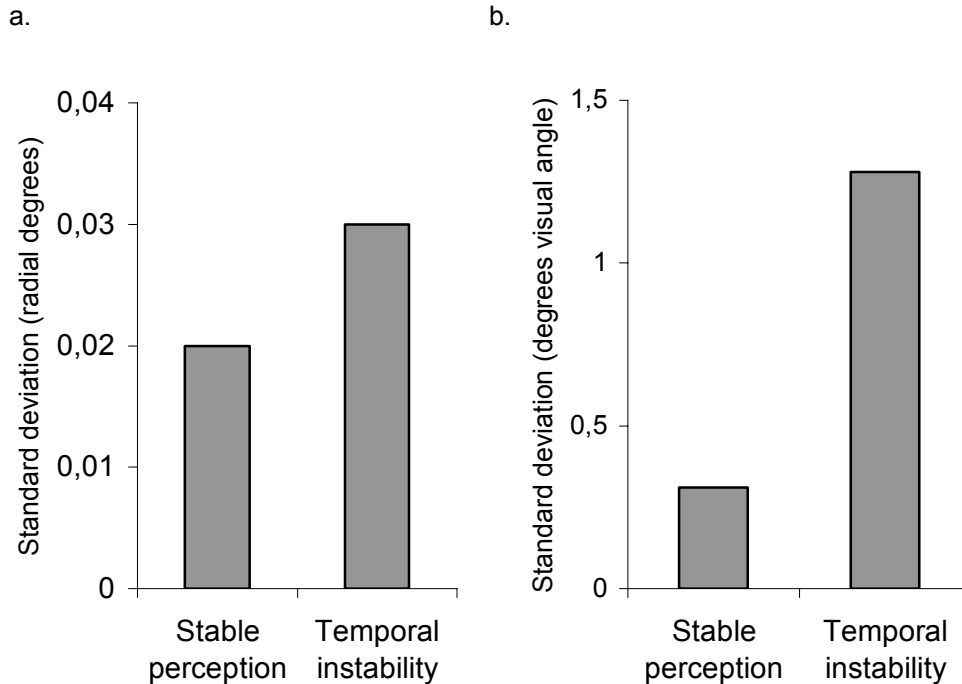 a.
Standard deviation (radial degrees)
0,04
0,03
0,02
0,01
0
Stable
perception
Temporal
instability
b.
Standard deviation (degrees visual angle)
1,5
1
0,5
0
Stable
perception
Temporal
instability